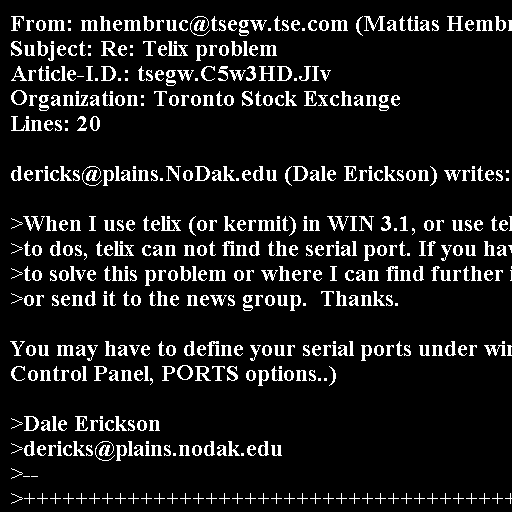 From: mhembruc@tsegw.tse.com (Mattias Hembr
Subject: Re: Telix problem
Article-I.D.: tsegw.C5w3HD.JIv
Organization: Toronto Stock Exchange
Lines: 20

dericks@plains.NoDak.edu (Dale Erickson) writes:

>When I use telix (or kermit) in WIN 3.1, or use tel
>to dos, telix can not find the serial port. If you hav
>to solve this problem or where I can find further i
>or send it to the news group.  Thanks.

You may have to define your serial ports under win
Control Panel, PORTS options..)

>Dale Erickson
>dericks@plains.nodak.edu
>--
>++++++++++++++++++++++++++++++++++++++